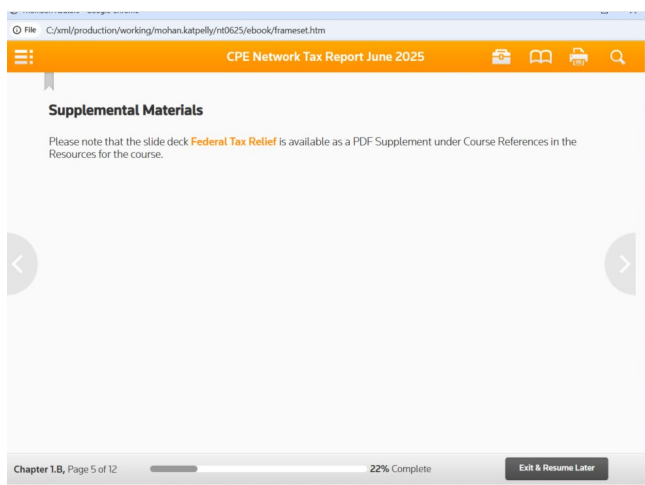 File C:/xml/production/working/mohan.katpelly/nt0625/ebook/frameset.htm
CPE Network Tax Report June 2025
Supplemental Materials
Please note that the slide deck Federal Tax Relief is available as a PDF Supplement under Course References in the
Resources for the course.
Chapter 1.B, Page 5 of 12
22% Complete
Exit & Resume Later